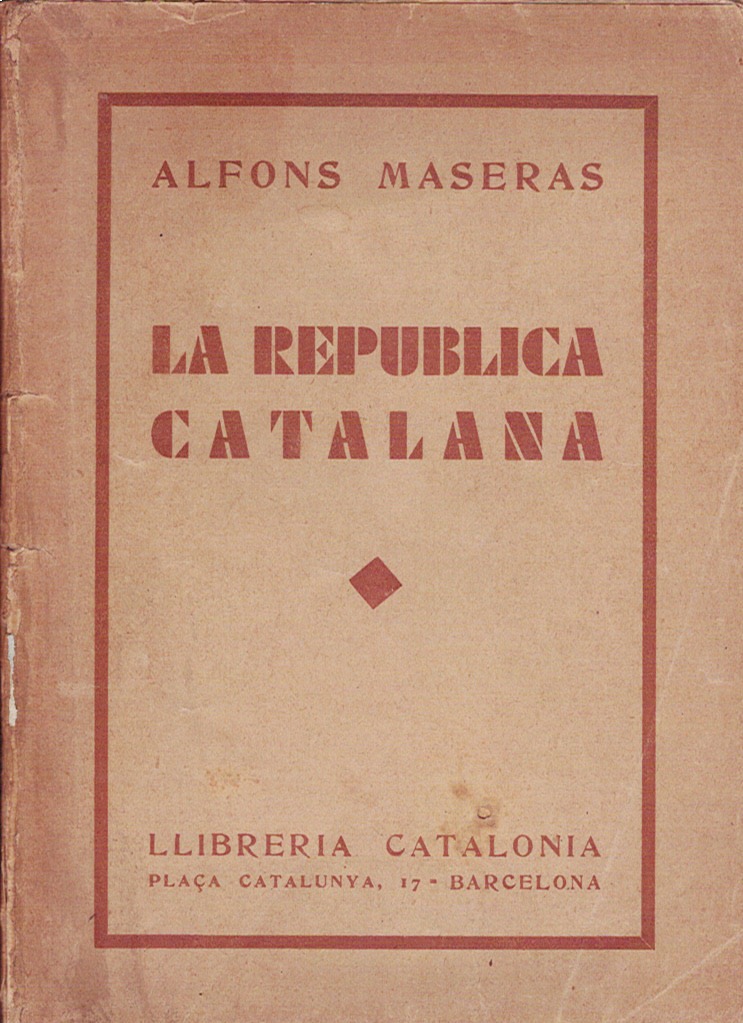 ALFONS MASERAS
LA REPUBLICA
CATALANA
LLIBRERIA CATALONIA
PLAÇA CATALUNYA, 17 - BARCELONA